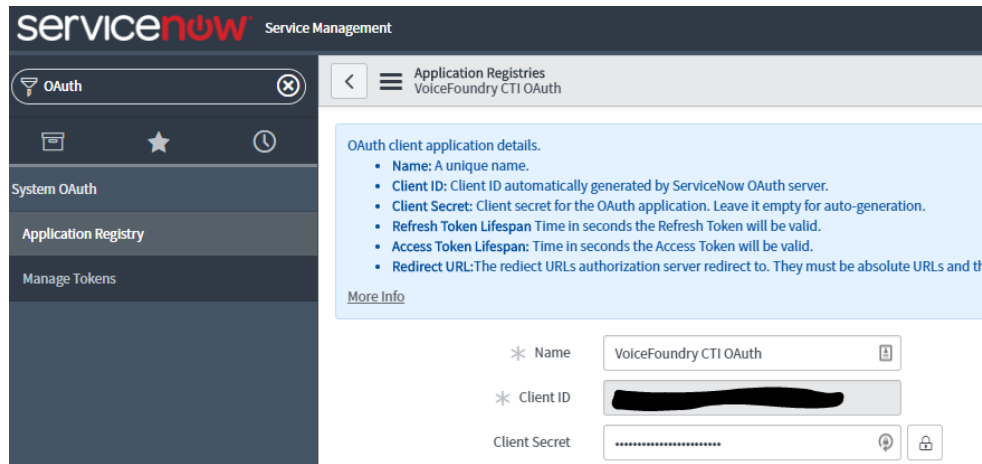 servicenow Service Management
OAuth
Application Registries
VoiceFoundry CTI OAuth
System OAuth
Application Registry
Manage Tokens
OAuth client application details.
• Name: A unique name.
• Client ID: Client ID automatically generated by ServiceNow OAuth server.
• Client Secret: Client secret for the OAuth application. Leave it empty for auto-generation.
• Refresh Token Lifespan Time in seconds the Refresh Token will be valid.
• Access Token Lifespan: Time in seconds the Access Token will be valid.
• Redirect URL:The rediect URLs authorization server redirect to. They must be absolute URLs and th
More Info
Name VoiceFoundry CTI OAuth
Client ID
Client Secret